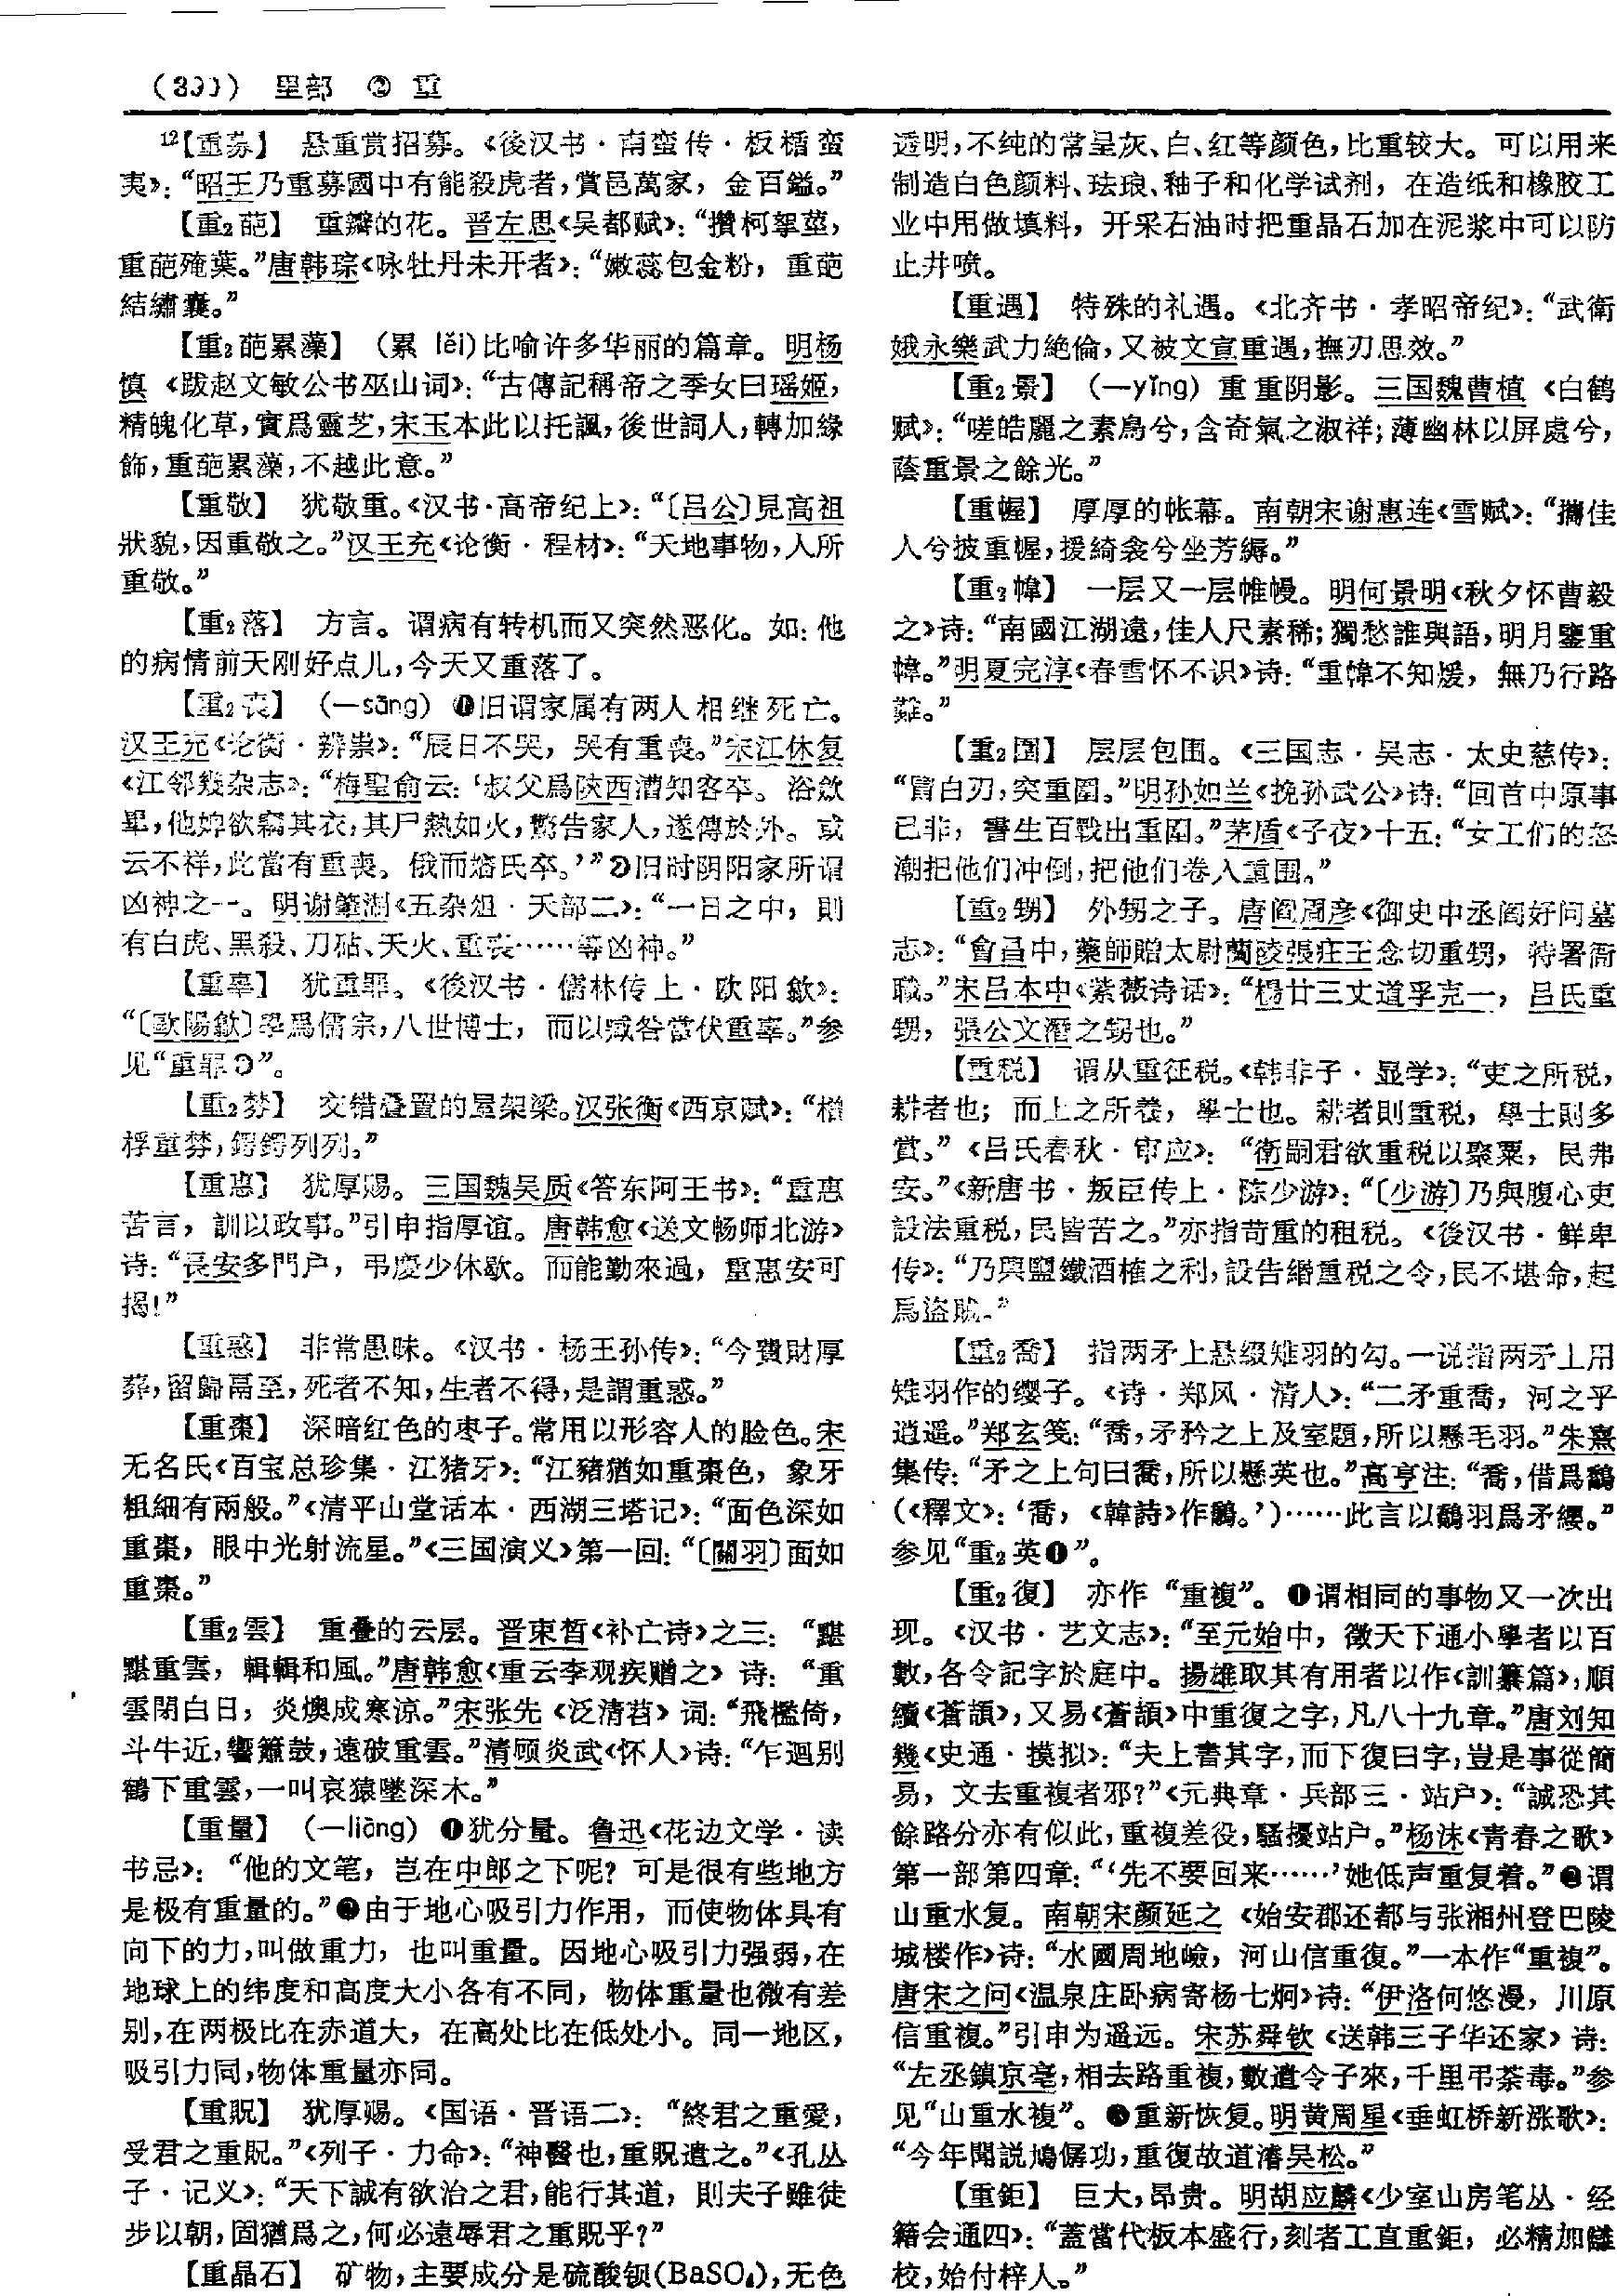 里部 ② 重
12【重募】 悬重赏招募。《後汉书·南蛮传·板楯蛮
夷》：“昭王乃重募國中有能殺虎者，賞邑萬家，金百鎰。”
【重2葩】 重瓣的花。晋左思《吴都赋》：“攢柯挐莖，
重葩殗葉。”唐韩琮《咏牡丹未开者》：“嫩蕊包金粉，重葩
結繡囊。”
【重2葩累藻】 (累 lěi)比喻许多华丽的篇章。明杨
慎《跋赵文敏公书巫山词》：“古傳記稱帝之季女曰瑶姬，
精魄化草，實爲靈芝，宋玉本此以托諷，後世詞人，轉加緣
飾，重葩累藻，不越此意。”
【重敬】 犹敬重。《汉书·高帝纪上》：“〔吕公〕見高祖
狀貌，因重敬之。”汉王充《论衡·程材》：“天地事物，人所
重敬。”
【重2落】 方言。谓病有转机而又突然恶化。如：他
的病情前天刚好点儿，今天又重落了。
【重2丧】 (—sāng) ❶旧谓家属有两人相继死亡。
汉王充《论衡·辨祟》：“辰日不哭，哭有重喪。”宋江休复
《江邻幾杂志》：“梅聖俞云：‘叔父爲陝西漕知客卒。浴斂
畢，他婢欲竊其衣，其尸熱如火，驚告家人，遂傳於外。或
云不祥，此當有重喪。俄而嬸氏卒。’”❷旧时阴阳家所谓
凶神之一。明谢肇淛《五杂俎·天部二》：“一日之中，則
有白虎、黑殺、刀砧、天火、重丧……等凶神。”
【重辜】 犹重罪。《後汉书·儒林传上·欧阳歙》：
“〔歐陽歙〕學爲儒宗，八世博士，而以臧咎當伏重辜。”参
见“重罪❶”。
【重2棼】 交错叠置的屋架梁。汉张衡《西京赋》：“橧
桴重棼，鍔鍔列列。”
【重惠】 犹厚赐。三国魏吴质《答东阿王书》：“重惠
苦言，訓以政事。”引申指厚谊。唐韩愈《送文畅师北游》
诗：“長安多門户，弔慶少休歇。而能勤來過，重惠安可
揭！”
【重惑】 非常愚昧。《汉书·杨王孙传》：“今費財厚
葬，留歸鬲至，死者不知，生者不得，是謂重惑。”
【重棗】 深暗红色的枣子。常用以形容人的脸色。宋
无名氏《百宝总珍集·江猪牙》：“江豬猶如重棗色，象牙
粗細有兩般。”《清平山堂话本·西湖三塔记》：“面色深如
重棗，眼中光射流星。”《三国演义》第一回：“〔關羽〕面如
重棗。”
【重2雲】 重叠的云层。晋束皙《补亡诗》之三：“黮
黮重雲，輯輯和風。”唐韩愈《重云李观疾赠之》诗：“重
雲閉白日，炎燠成寒涼。”宋张先《泛清苕》词：“飛檻倚，
斗牛近，響簫鼓，遠破重雲。”清顾炎武《怀人》诗：“乍迴别
鶴下重雲，一叫哀猿墜深木。”
【重量】 (—liàng) ❶犹分量。鲁迅《花边文学·读
书忌》：“他的文笔，岂在中郎之下呢？可是很有些地方
是极有重量的。”❷由于地心吸引力作用，而使物体具有
向下的力，叫做重力，也叫重量。因地心吸引力强弱，在
地球上的纬度和高度大小各有不同，物体重量也微有差
别，在两极比在赤道大，在高处比在低处小。同一地区，
吸引力同，物体重量亦同。
【重貺】 犹厚赐。《国语·晋语二》：“終君之重愛，
受君之重貺。”《列子·力命》：“神醫也，重貺遣之。”《孔丛
子·记义》：“天下誠有欲治之君，能行其道，則夫子雖徒
步以朝，固猶爲之，何必遠辱君之重貺乎？”
【重晶石】 矿物，主要成分是硫酸钡(BaSO₄)，无色
透明，不纯的常呈灰、白、红等颜色，比重较大。可以用来
制造白色颜料、珐琅、釉子和化学试剂，在造纸和橡胶工
业中用做填料，开采石油时把重晶石加在泥浆中可以防
止井喷。
【重遇】 特殊的礼遇。《北齐书·孝昭帝纪》：“武衛
娥永樂武力絶倫，又被文宣重遇，撫刃思效。”
【重2景】 (—yǐng) 重重阴影。三国魏曹植《白鹤
赋》：“嗟皓麗之素鳥兮，含奇氣之淑祥；薄幽林以屏處兮，
蔭重景之餘光。”
【重幄】 厚厚的帐幕。南朝宋谢惠连《雪赋》：“攜佳
人兮披重幄，援綺衾兮坐芳縟。”
【重2幃】 一层又一层帷幔。明何景明《秋夕怀曹毅
之》诗：“南國江湖遠，佳人尺素稀；獨愁誰與語，明月鑒重
幃。”明夏完淳《春雪怀不识》诗：“重幃不知煖，無乃行路
難。”
【重2圍】 层层包围。《三国志·吴志·太史慈传》：
“冒白刃，突重圍。”明孙如兰《挽孙武公》诗：“回首中原事
已非，書生百戰出重圍。”茅盾《子夜》十五：“女工们的怒
潮把他们冲倒，把他们卷入重围。”
【重2甥】 外甥之子。唐阎周彦《御史中丞阎好问墓
志》：“會昌中，藥師贈太尉蘭陵張庄王念切重甥，特署衙
職。”宋吕本中《紫薇诗话》：“楊廿三丈道孚克一，吕氏重
甥，張公文潛之甥也。”
【重税】 谓从重征税。《韩非子·显学》：“吏之所税，
耕者也；而上之所養，學士也。耕者則重税，學士則多
賞。”《吕氏春秋·审应》：“衛嗣君欲重税以聚粟，民弗
安。”《新唐书·叛臣传上·陈少游》：“〔少游〕乃與腹心吏
設法重税，民皆苦之。”亦指苛重的租税。《後汉书·鲜卑
传》：“乃興鹽鐵酒榷之利，設告緡重税之令，民不堪命，起
爲盗賊。”
【重2喬】 指两矛上悬缀雉羽的勾。一说指两矛上用
雉羽作的缨子。《诗·郑风·清人》：“二矛重喬，河之乎
逍遥。”郑玄笺：“喬，矛矜之上及室題，所以懸毛羽。”朱熹
集传：“矛之上句曰喬，所以懸英也。”高亨注：“喬，借爲鷮
(《釋文》：‘喬，《韓詩》作鷮。’)……此言以鷮羽爲矛纓。”
参见“重2英❶”。
【重2復】 亦作“重複”。❶谓相同的事物又一次出
现。《汉书·艺文志》：“至元始中，徵天下通小學者以百
數，各令記字於庭中。揚雄取其有用者以作《訓纂篇》，順
續《蒼頡》，又易《蒼頡》中重復之字，凡八十九章。”唐刘知
幾《史通·摸拟》：“夫上書其字，而下復曰字，豈是事從簡
易，文去重複者邪？”《元典章·兵部三·站户》：“誠恐其
餘路分亦有似此，重複差役，騷擾站户。”杨沫《青春之歌》
第一部第四章：“‘先不要回来……’她低声重复着。”❷谓
山重水复。南朝宋颜延之《始安郡还都与张湘州登巴陵
城楼作》诗：“水國周地嶮，河山信重復。”一本作“重複”。
唐宋之问《温泉庄卧病寄杨七炯》诗：“伊洛何悠漫，川原
信重複。”引申为遥远。宋苏舜钦《送韩三子华还家》诗：
“左丞鎮京亳，相去路重複，數遣令子來，千里弔荼毒。”参
见“山重水複”。❸重新恢复。明黄周星《垂虹桥新涨歌》：
“今年聞説鳩僝功，重復故道濬吴松。”
【重鉅】 巨大，昂贵。明胡应麟《少室山房笔丛·经
籍会通四》：“蓋當代板本盛行，刻者工直重鉅，必精加讎
校，始付梓人。”